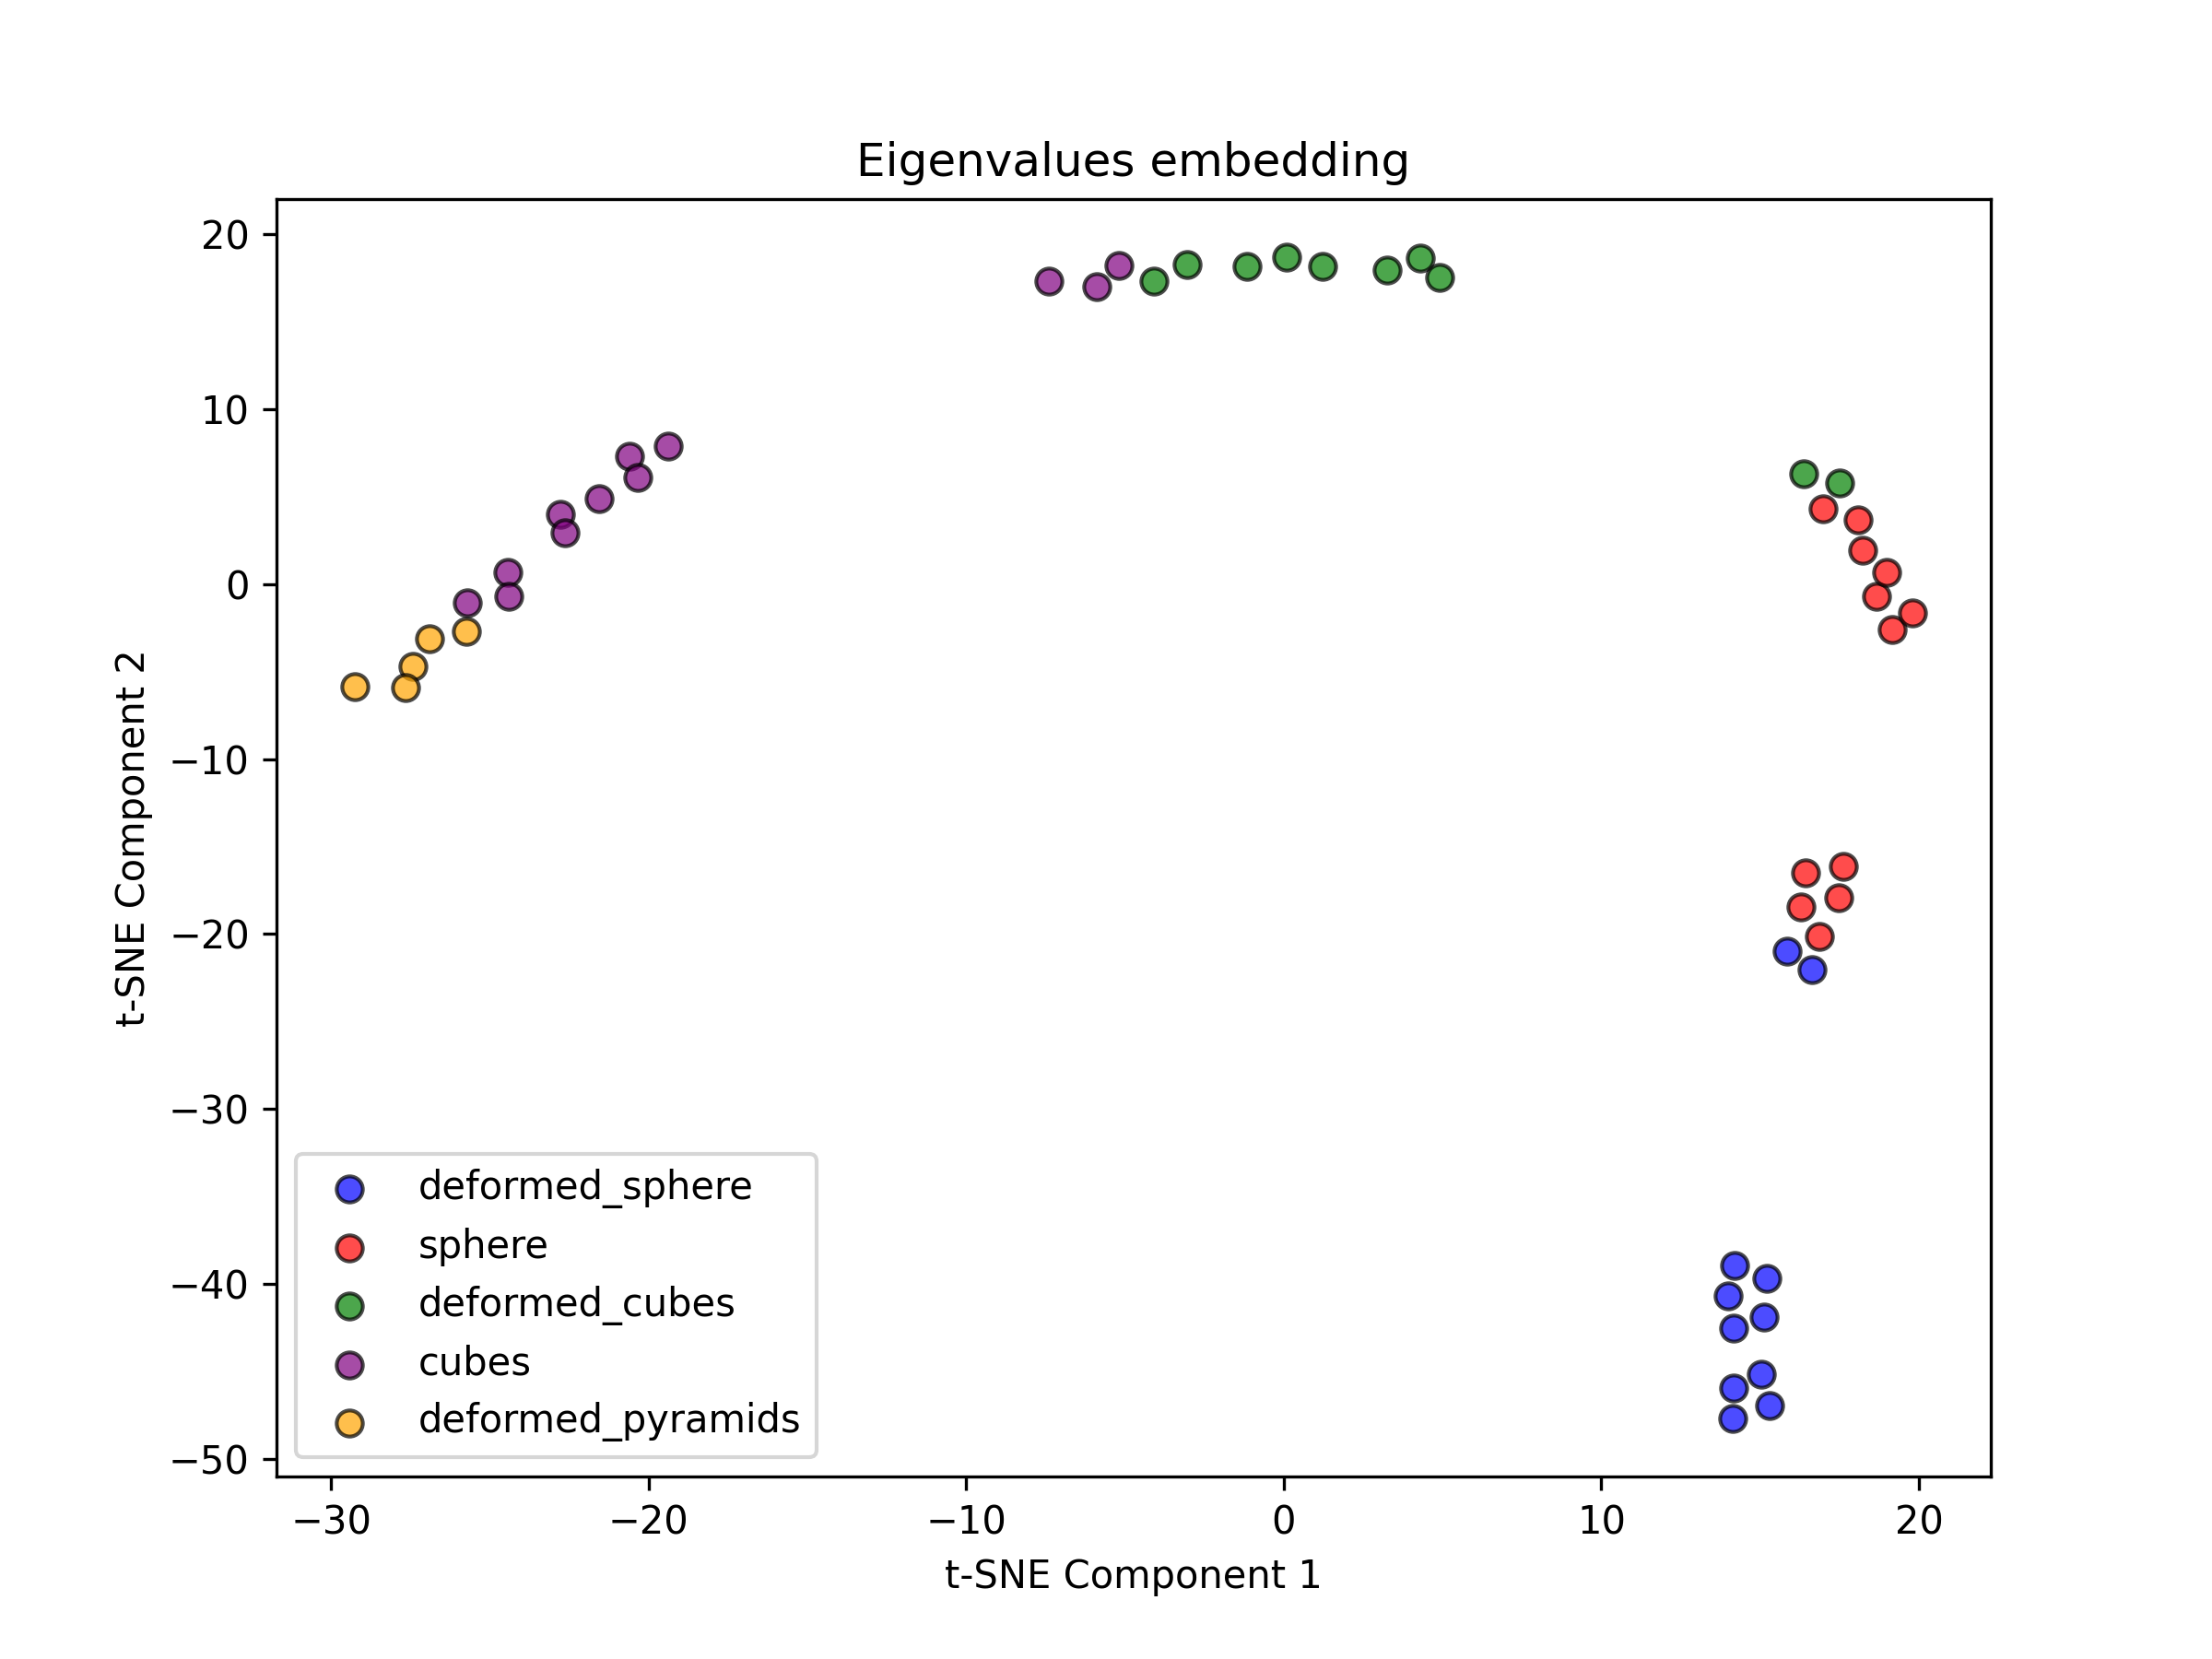 Eigenvalues embedding
20
10
0
−10
−20
−30
−40
−50
t-SNE Component 2
deformed_sphere
sphere
deformed_cubes
cubes
deformed_pyramids
−30
−20
−10
0
10
20
t-SNE Component 1